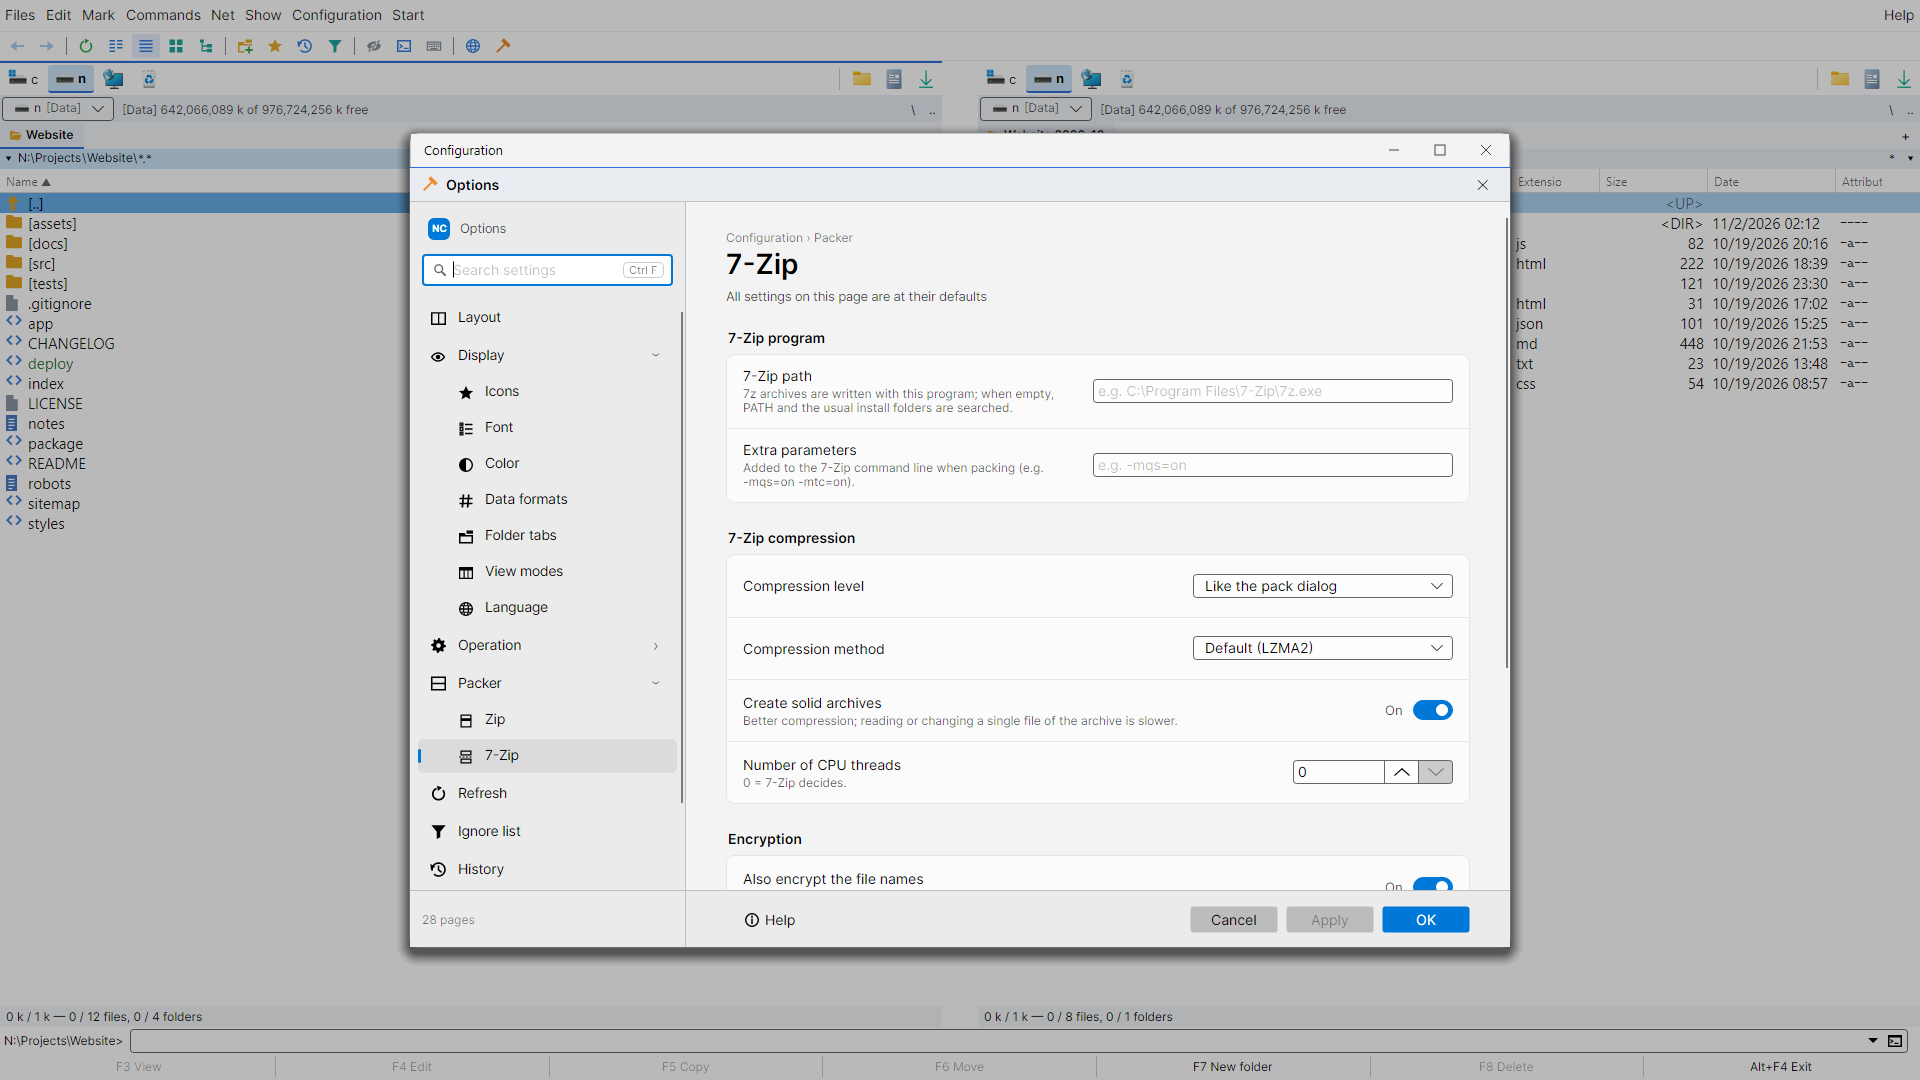 Files Edit Mark Commands Net Show Configuration Start Help
c n
c n
n [Data] [Data] 642,066,089 k of 976,724,256 k free \ ..
n [Data] [Data] 642,066,089 k of 976,724,256 k free \ ..
Website
N:\Projects\Website\*.*
Name
[..]
[assets]
[docs]
[src]
[tests]
.gitignore
app
CHANGELOG
deploy
index
LICENSE
notes
package
README
robots
sitemap
styles
Configuration
Options
NC Options
Search settings Ctrl F
Layout
Display
Icons
Font
Color
Data formats
Folder tabs
View modes
Language
Operation
Packer
Zip
7-Zip
Refresh
Ignore list
History
28 pages
Configuration › Packer
7-Zip
All settings on this page are at their defaults
7-Zip program
7-Zip path
7z archives are written with this program; when empty,
PATH and the usual install folders are searched.
e.g. C:\Program Files\7-Zip\7z.exe
Extra parameters
Added to the 7-Zip command line when packing (e.g.
-mqs=on -mtc=on).
e.g. -mqs=on
7-Zip compression
Compression level Like the pack dialog
Compression method Default (LZMA2)
Create solid archives
Better compression; reading or changing a single file of the archive is slower.
On
Number of CPU threads
0 = 7-Zip decides.
0
Encryption
Also encrypt the file names
On
Help
Cancel Apply OK
+
* 
Extensio Size Date Attribut
<UP>
<DIR> 11/2/2026 02:12 ----
js 82 10/19/2026 20:16 -a--
html 222 10/19/2026 18:39 -a--
121 10/19/2026 23:30 -a--
html 31 10/19/2026 17:02 -a--
json 101 10/19/2026 15:25 -a--
md 448 10/19/2026 21:53 -a--
txt 23 10/19/2026 13:48 -a--
css 54 10/19/2026 08:57 -a--
0 k / 1 k — 0 / 12 files, 0 / 4 folders
0 k / 1 k — 0 / 8 files, 0 / 1 folders
N:\Projects\Website>
F3 View F4 Edit F5 Copy F6 Move F7 New folder F8 Delete Alt+F4 Exit